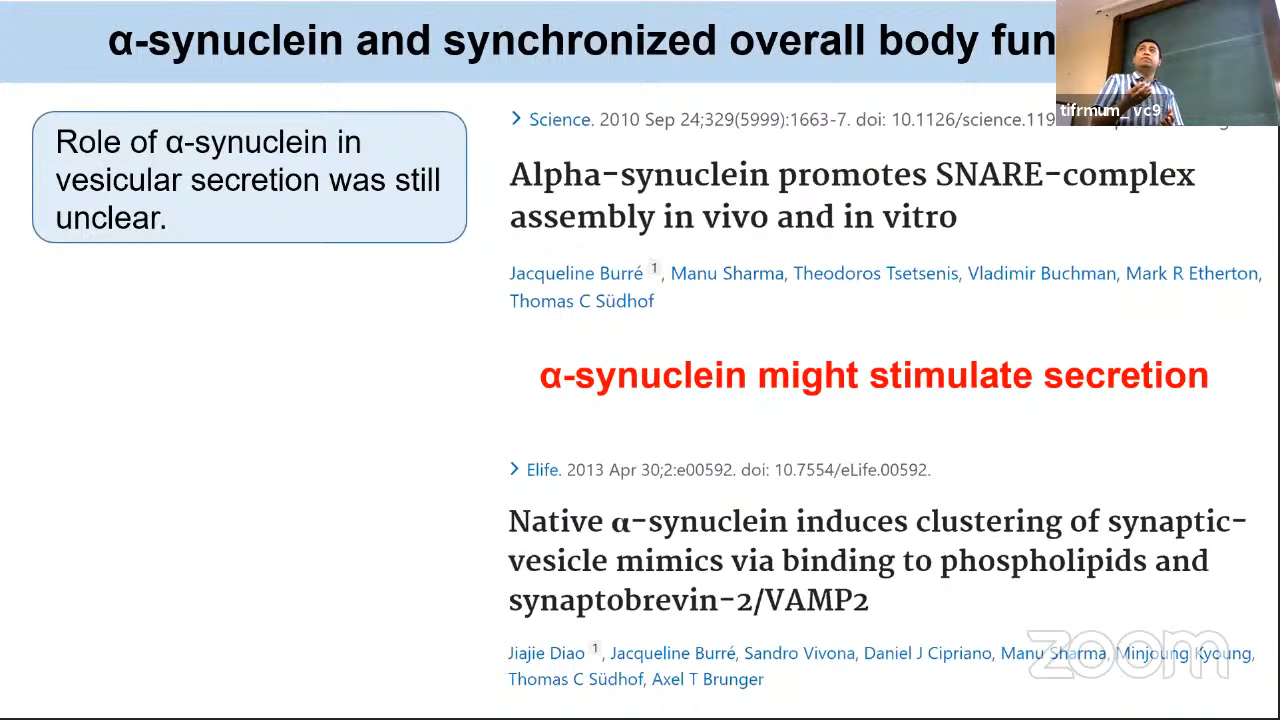 α-synuclein and synchronized overall body fun
tifrmum_ vc9
Role of α-synuclein in
vesicular secretion was still
unclear.
> Science. 2010 Sep 24;329(5999):1663-7. doi: 10.1126/science.119
Alpha-synuclein promotes SNARE-complex
assembly in vivo and in vitro
Jacqueline Burré 1, Manu Sharma, Theodoros Tsetsenis, Vladimir Buchman, Mark R Etherton,
Thomas C Südhof
α-synuclein might stimulate secretion
> Elife. 2013 Apr 30;2:e00592. doi: 10.7554/eLife.00592.
Native α-synuclein induces clustering of synaptic-
vesicle mimics via binding to phospholipids and
synaptobrevin-2/VAMP2
Jiajie Diao 1, Jacqueline Burré, Sandro Vivona, Daniel J Cipriano, Manu Sharma, Minjoung Kyoung,
Thomas C Südhof, Axel T Brunger
zoom